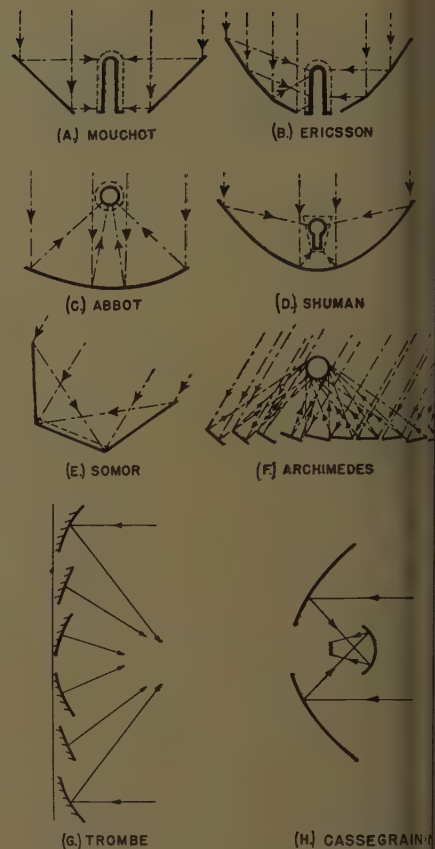 (A.) MOUCHOT
(B.) ERICSSON
(C.) ABBOT
(D.) SHUMAN
(E.) SOMOR
(F.) ARCHIMEDES
(G.) TROMBE
(H.) CASSEGRAIN